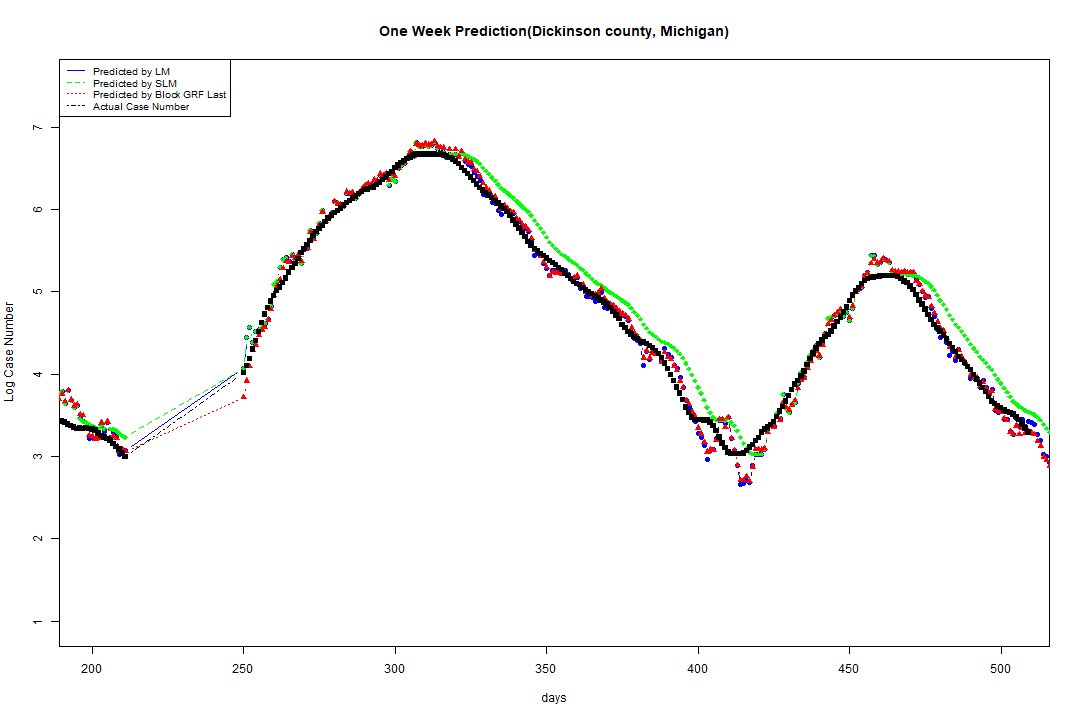 One Week Prediction(Dickinson county, Michigan)
Predicted by LM
Predicted by SLM
Predicted by Block GRF Last
Actual Case Number
7
6
5
4
3
2
1
Log Case Number
200 250 300 350 400 450 500
days